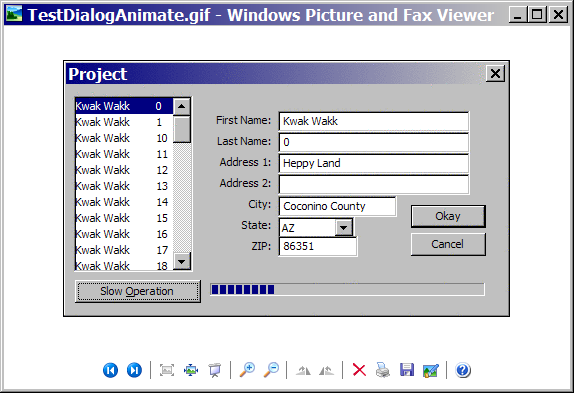 TestDialogAnimate.gif - Windows Picture and Fax Viewer
Project
Kwak Wakk 0
Kwak Wakk 1
Kwak Wakk 10
Kwak Wakk 11
Kwak Wakk 12
Kwak Wakk 13
Kwak Wakk 14
Kwak Wakk 15
Kwak Wakk 16
Kwak Wakk 17
Kwak Wakk 18
First Name: Kwak Wakk
Last Name: 0
Address 1: Heppy Land
Address 2:
City: Coconino County
State: AZ
ZIP: 86351
Okay
Cancel
Slow Operation